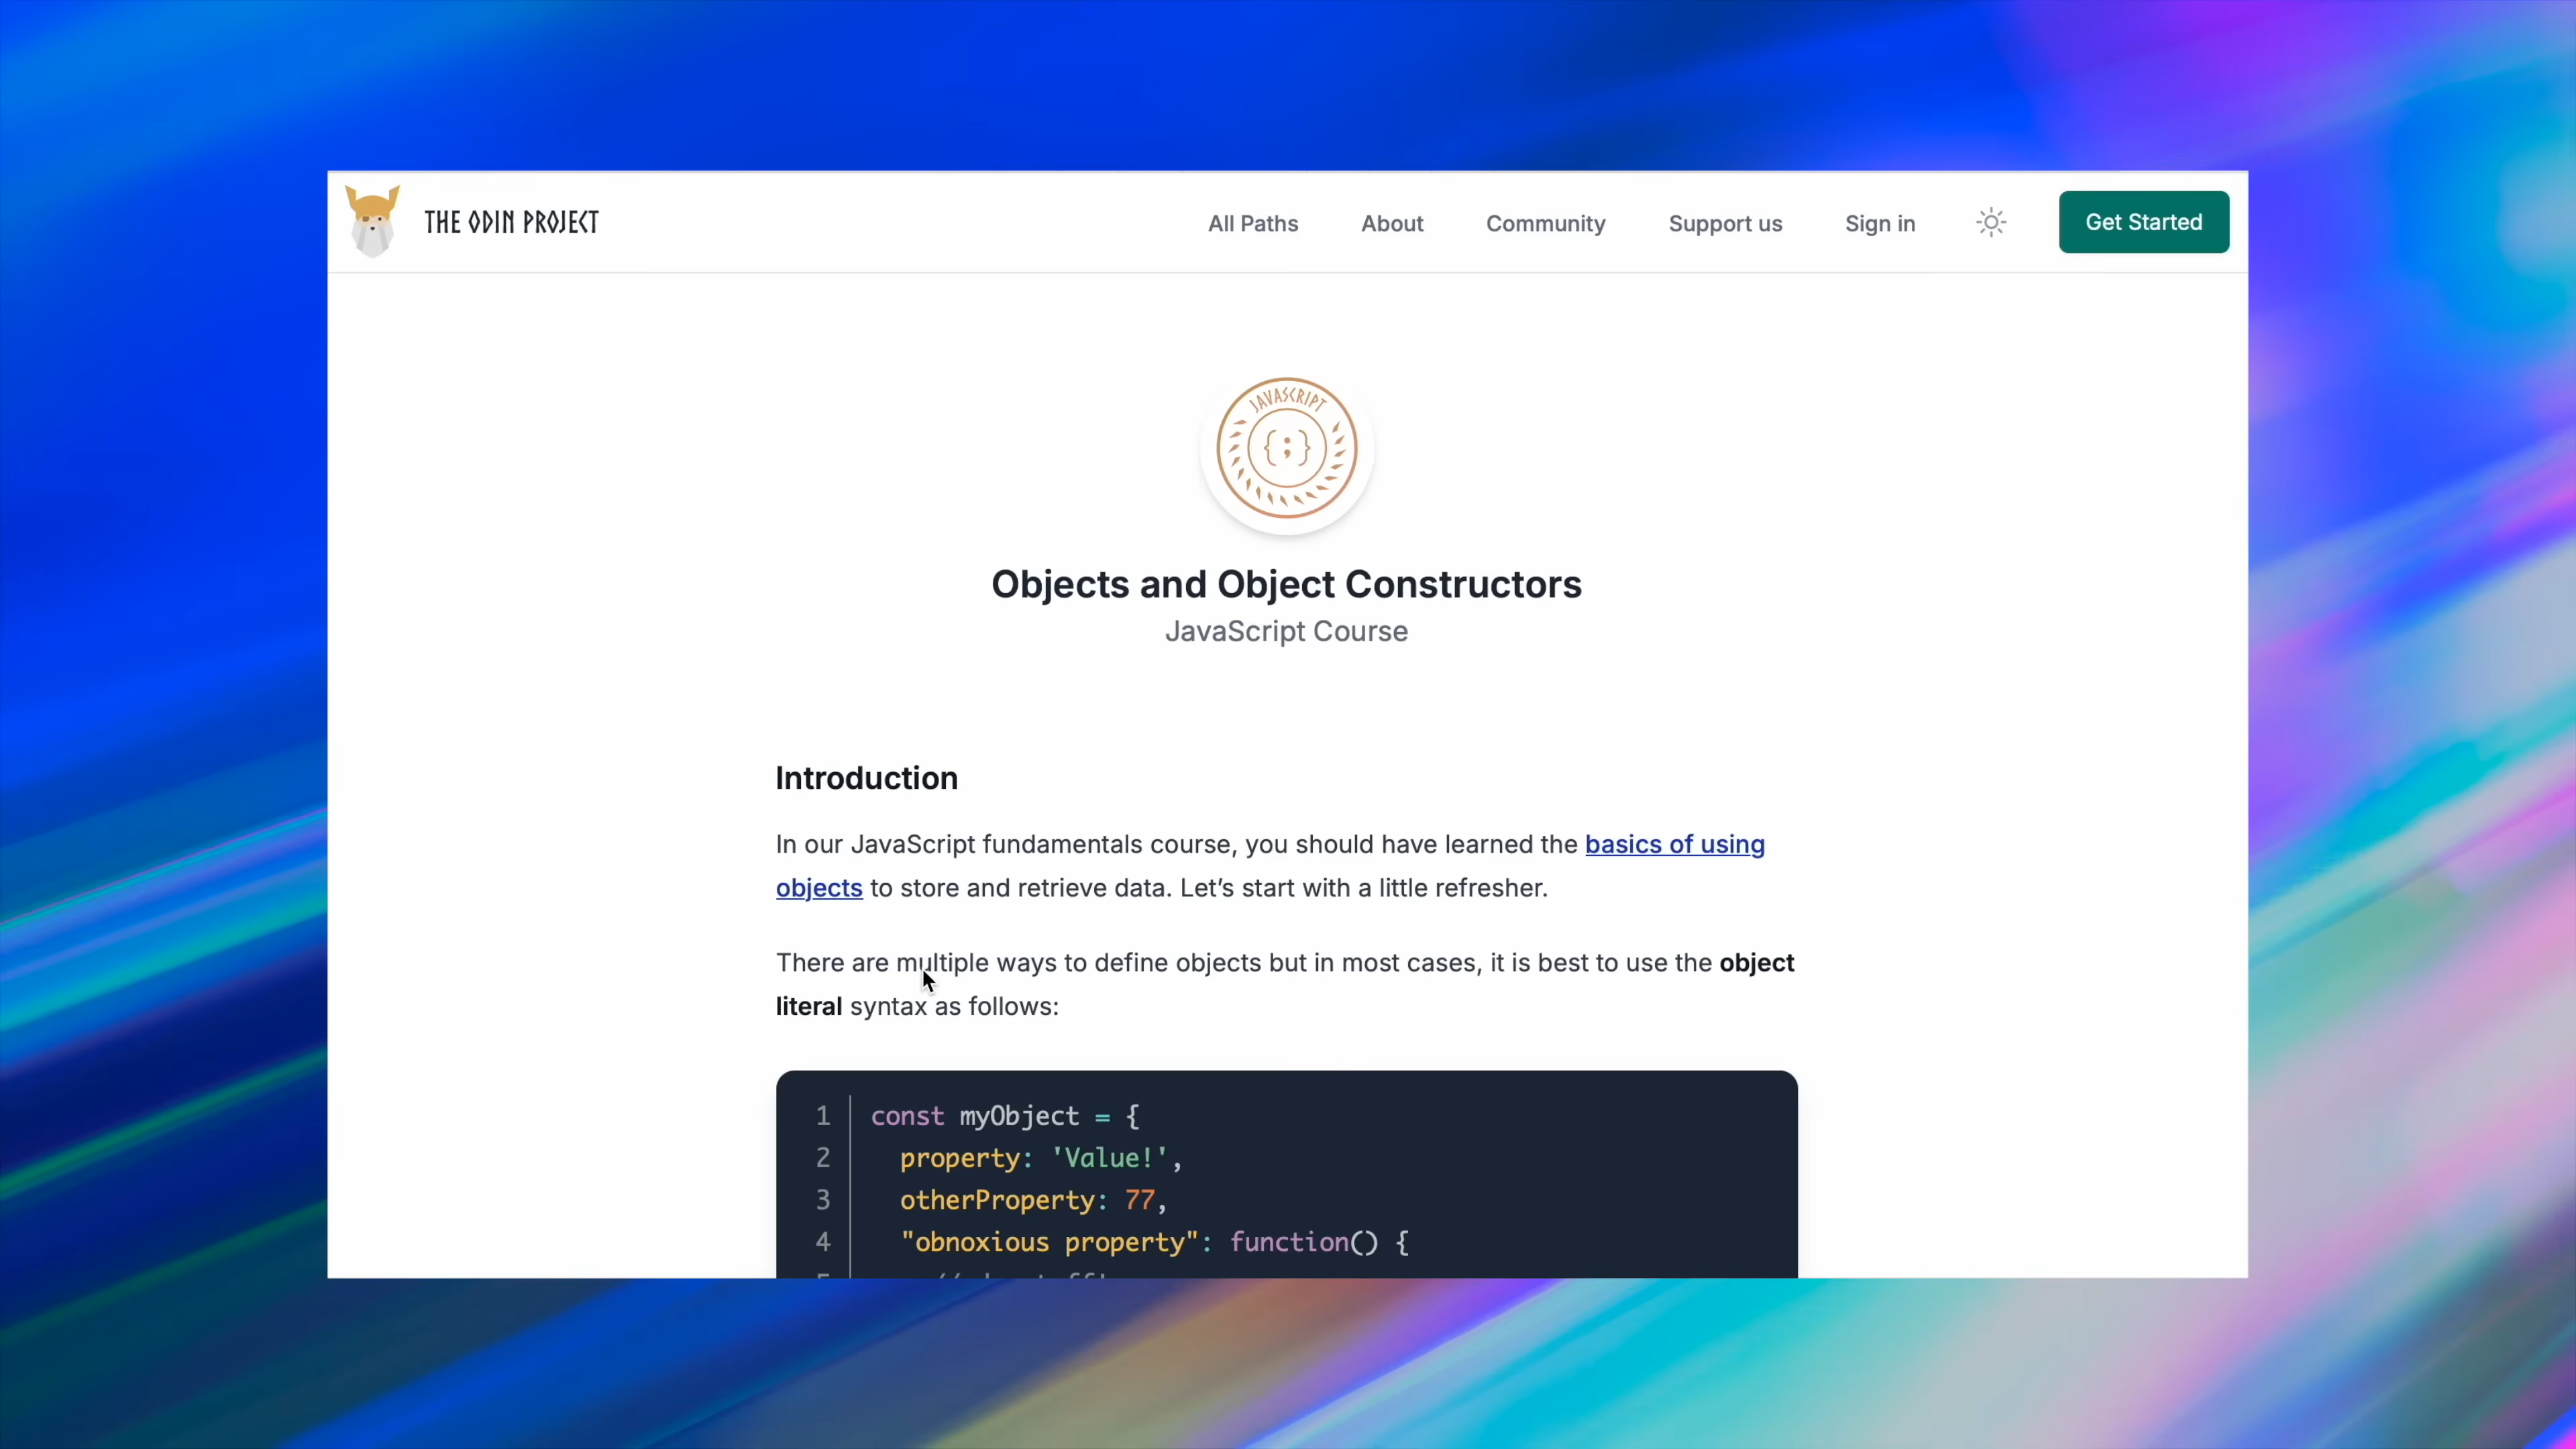 THE ODIN PROJECT
All Paths
About
Community
Support us
Sign in
Get Started
JAVASCRIPT
{;}
Objects and Object Constructors
JavaScript Course
Introduction
In our JavaScript fundamentals course, you should have learned the basics of using
objects to store and retrieve data. Let’s start with a little refresher.
There are multiple ways to define objects but in most cases, it is best to use the object
literal syntax as follows:
1 const myObject = {
2 property: 'Value!',
3 otherProperty: 77,
4 "obnoxious property": function() {